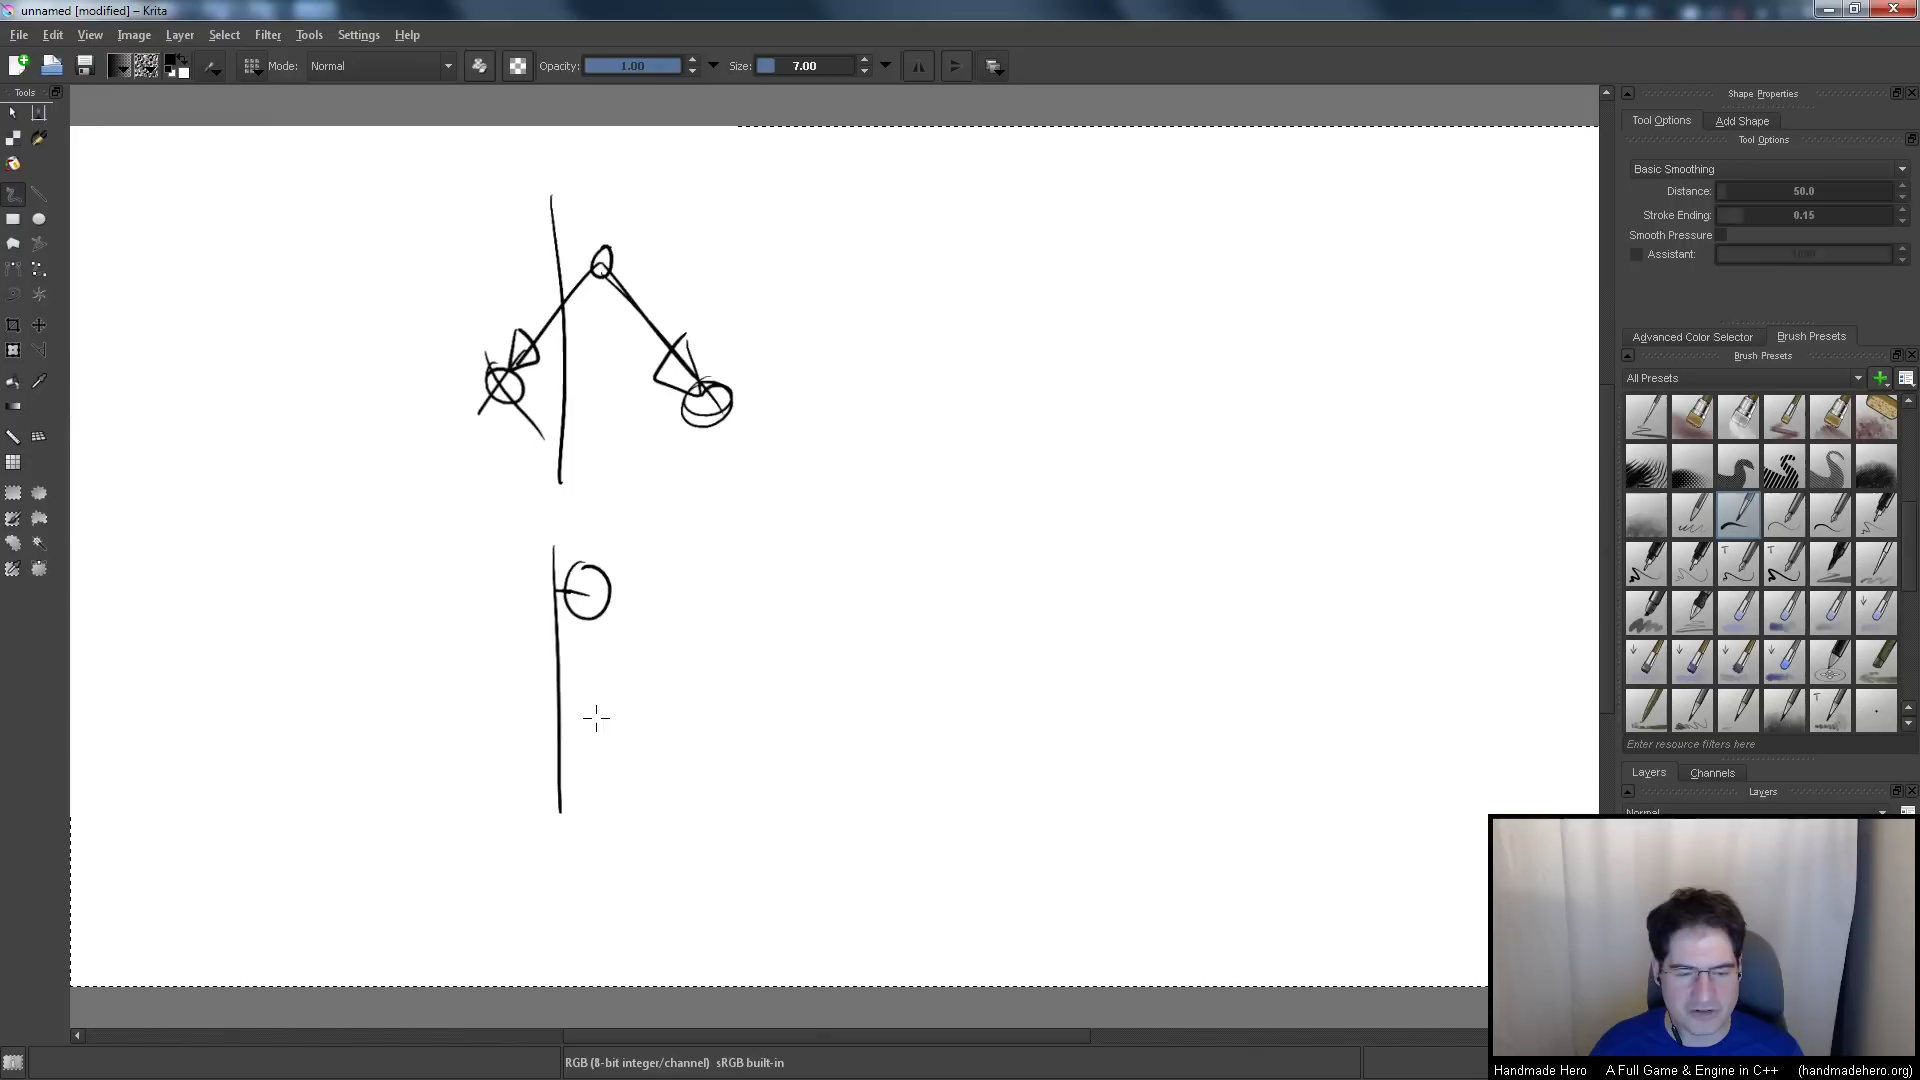 unnamed [modified] – Krita
File Edit View Image Layer Select Filter Tools Settings Help
Mode: Normal Opacity: 1.00 Size: 7.00
Tools
Shape Properties
Tool Options Add Shape
Tool Options
Basic Smoothing
Distance: 50.0
Stroke Ending: 0.15
Smooth Pressure
Assistant: 1000
Advanced Color Selector Brush Presets
Brush Presets
All Presets
Enter resource filters here
Layers Channels
Layers
Normal
RGB (8-bit integer/channel) sRGB built-in
Handmade Hero A Full Game & Engine in C++ (handmadehero.org)